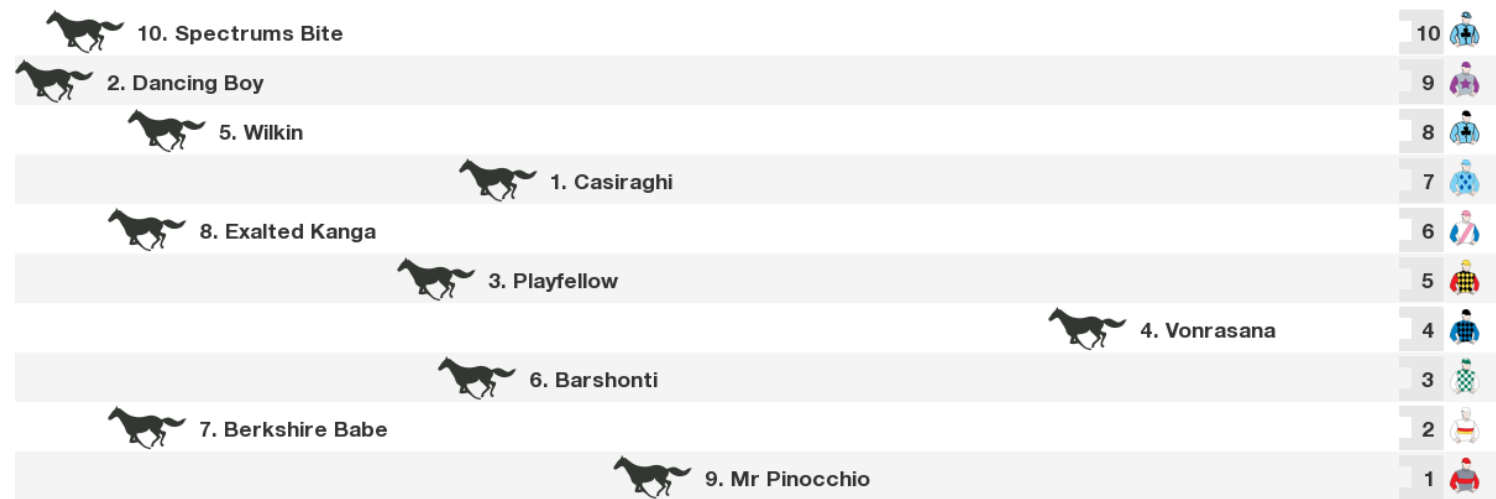 10. Spectrums Bite 10
2. Dancing Boy 9
5. Wilkin 8
1. Casiraghi 7
8. Exalted Kanga 6
3. Playfellow 5
4. Vonrasana 4
6. Barshonti 3
7. Berkshire Babe 2
9. Mr Pinocchio 1